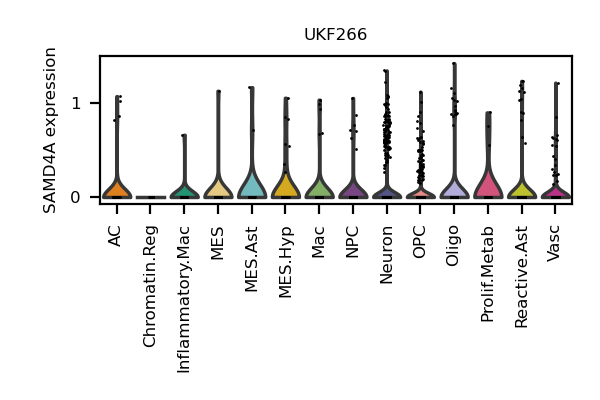 UKF266
SAMD4A expression
1
0
AC
Chromatin.Reg
Inflammatory.Mac
MES
MES.Ast
MES.Hyp
Mac
NPC
Neuron
OPC
Oligo
Prolif.Metab
Reactive.Ast
Vasc